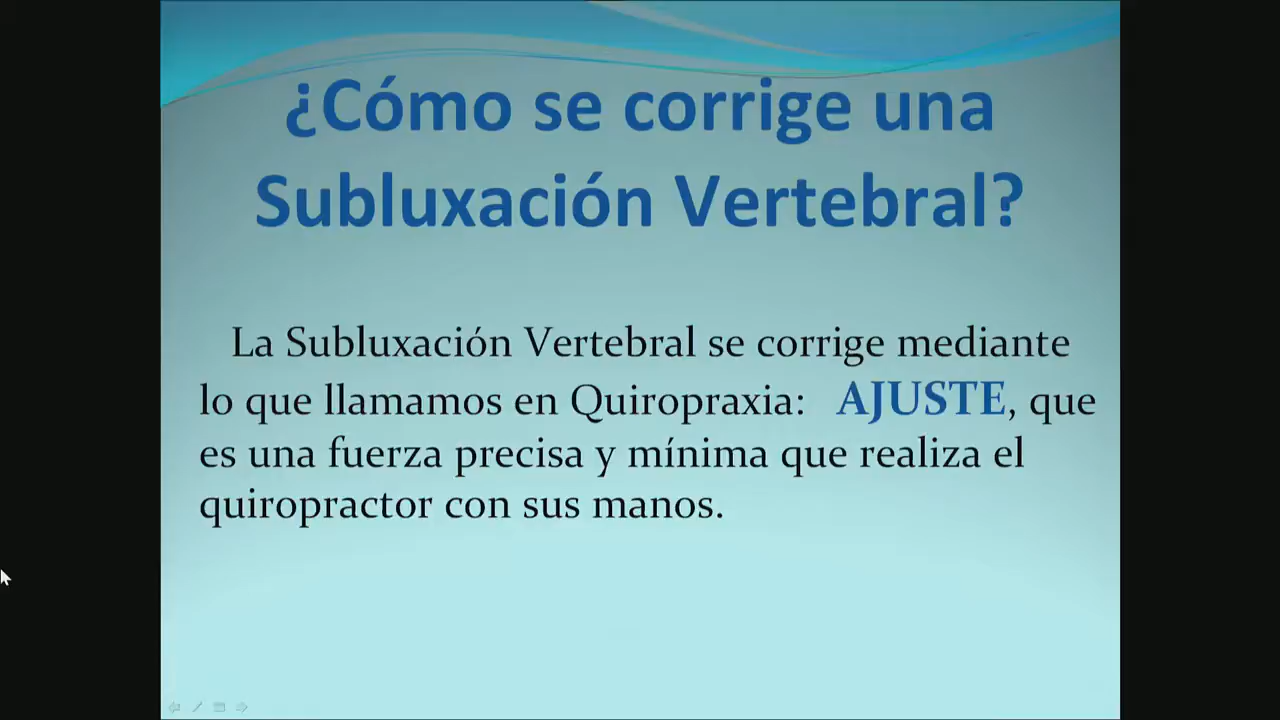 ¿Cómo se corrige una
Subluxación Vertebral?
La Subluxación Vertebral se corrige mediante
lo que llamamos en Quiropraxia: AJUSTE, que
es una fuerza precisa y mínima que realiza el
quiropractor con sus manos.